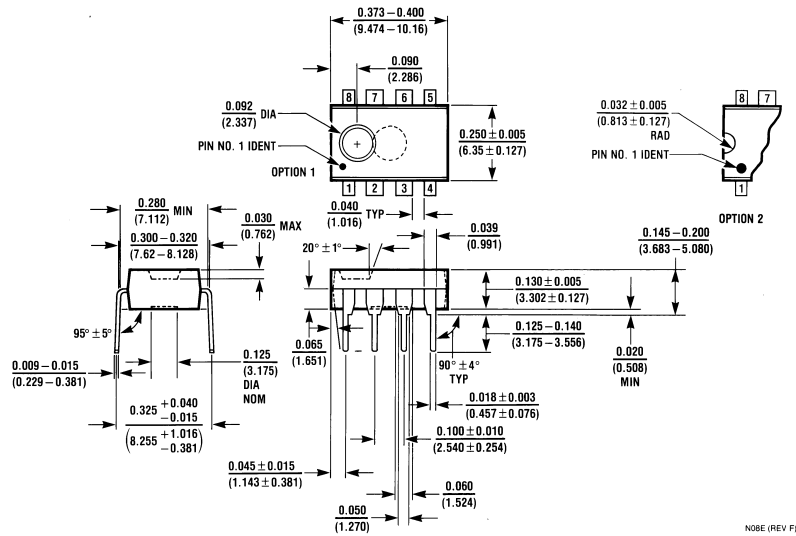 0.373 – 0.400
(9.474 – 10.16)
0.090
(2.286)
8 7 6 5
0.092 DIA
(2.337)
PIN NO. 1 IDENT
OPTION 1
+
1 2 3 4
0.250 ± 0.005
(6.35 ± 0.127)
0.032 ± 0.005
(0.813 ± 0.127)
RAD
PIN NO. 1 IDENT
8 7
1
OPTION 2
0.280 MIN
(7.112)
0.300 – 0.320
(7.62 – 8.128)
0.030 MAX
(0.762)
0.040 TYP
(1.016)
0.039
(0.991)
20° ± 1°
0.145 – 0.200
(3.683 – 5.080)
0.130 ± 0.005
(3.302 ± 0.127)
0.125 – 0.140
(3.175 – 3.556)
0.020
(0.508)
MIN
95° ± 5°
0.065
(1.651)
90° ± 4°
TYP
0.009 – 0.015
(0.229 – 0.381)
0.125
(3.175)
DIA
NOM
0.018 ± 0.003
(0.457 ± 0.076)
0.325 +0.040
−0.015
(8.255 +1.016
−0.381)
0.100 ± 0.010
(2.540 ± 0.254)
0.045 ± 0.015
(1.143 ± 0.381)
0.060
(1.524)
0.050
(1.270)
N08E (REV F)